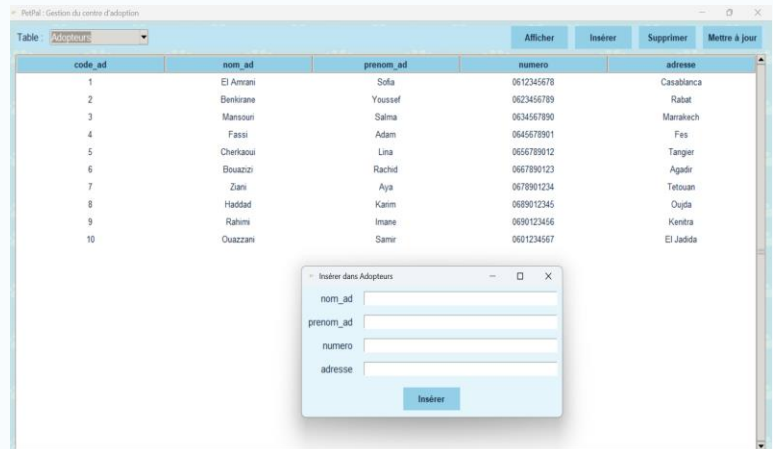 PetPal : Gestion du centre d'adoption
Table : Adopteurs Afficher Insérer Supprimer Mettre à jour
code_ad nom_ad prenom_ad numero adresse
1 El Amrani Sofia 0612345678 Casablanca
2 Benkirane Youssef 0623456789 Rabat
3 Mansouri Salma 0634567890 Marrakech
4 Fassi Adam 0645678901 Fes
5 Cherkaoui Lina 0656789012 Tangier
6 Bouazizi Rachid 0667890123 Agadir
7 Ziani Aya 0678901234 Tetouan
8 Haddad Karim 0689012345 Oujda
9 Rahimi Imane 0690123456 Kenitra
10 Ouazzani Samir 0601234567 El Jadida
Insérer dans Adopteurs
nom_ad
prenom_ad
numero
adresse
Insérer